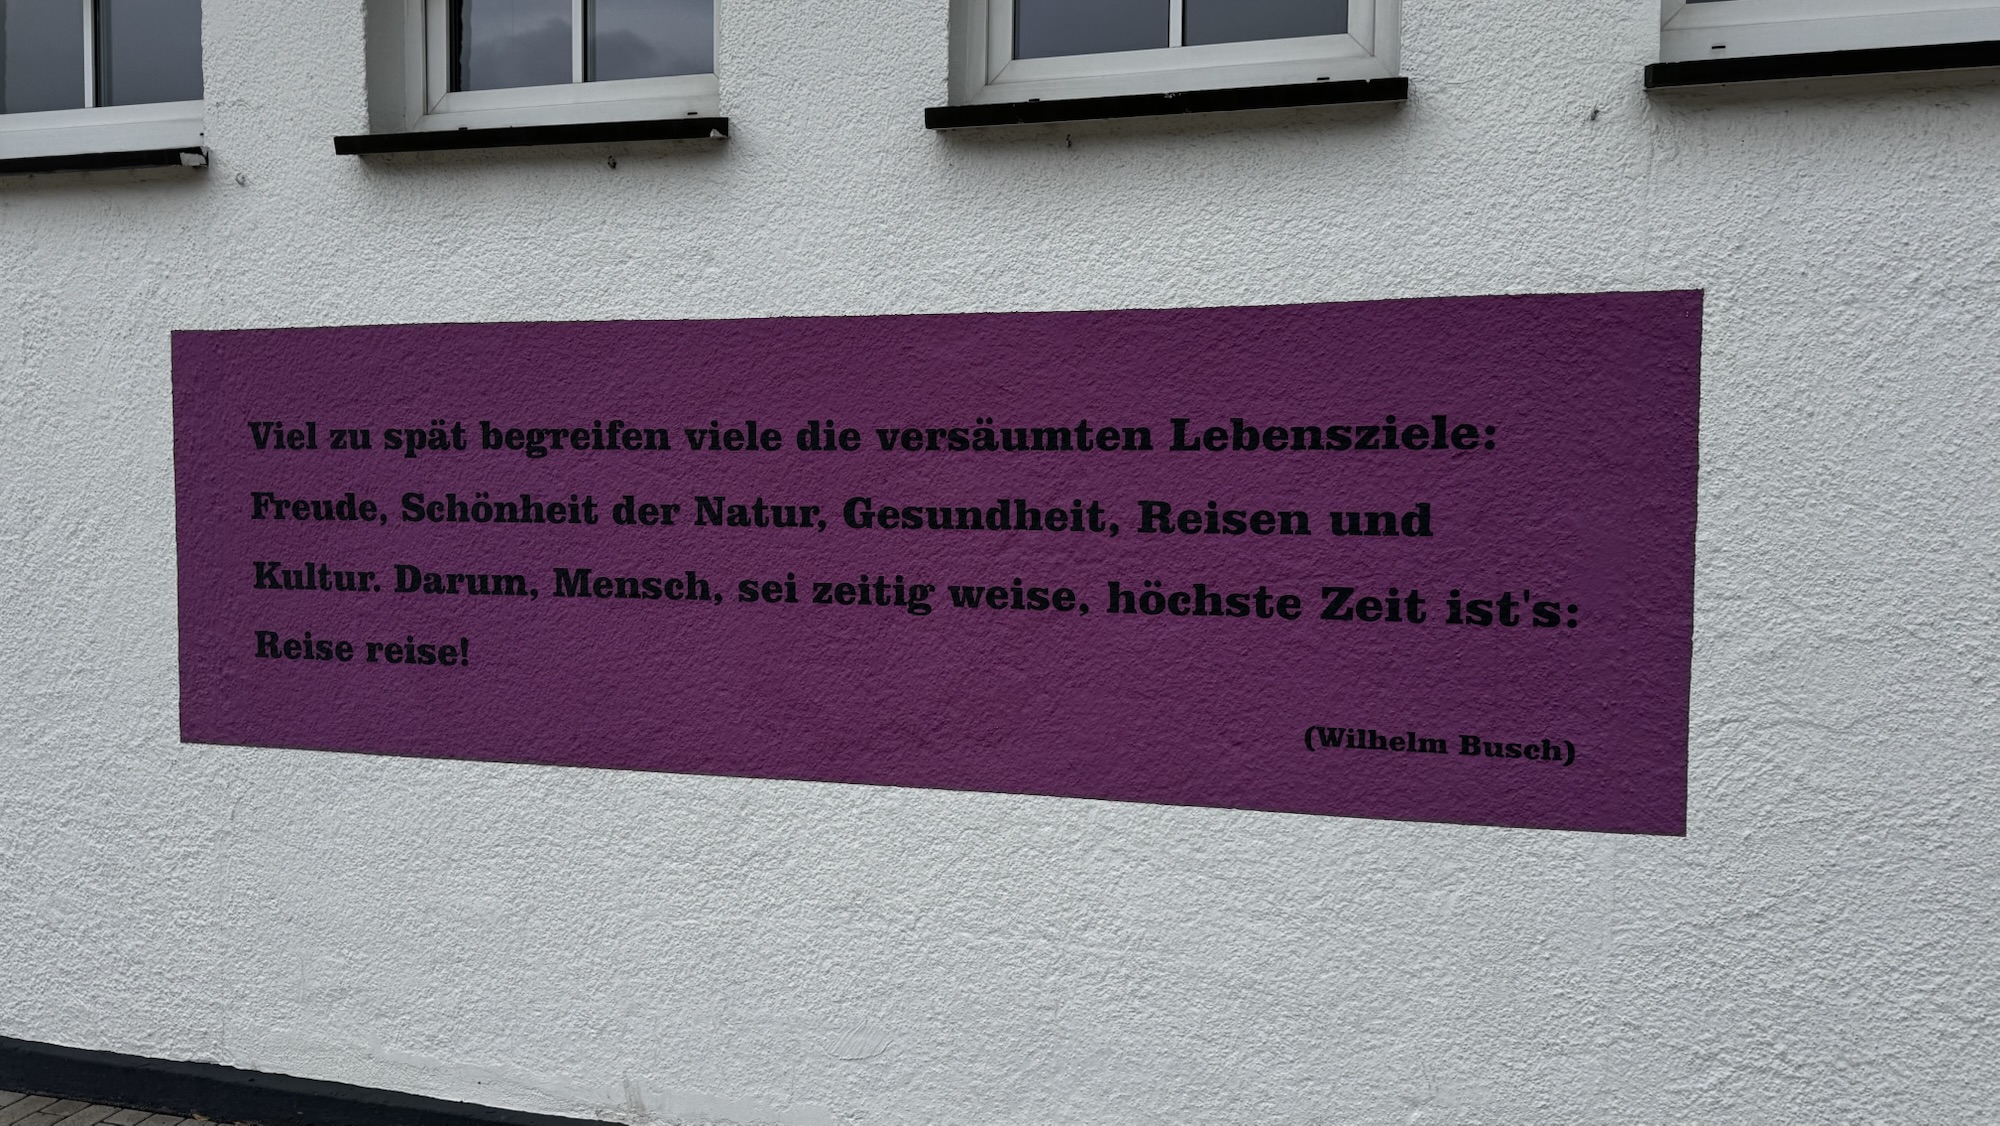 Viel zu spät begreifen viele die versäumten Lebensziele:
Freude, Schönheit der Natur, Gesundheit, Reisen und
Kultur. Darum, Mensch, sei zeitig weise, höchste Zeit ist's:
Reise reise!
(Wilhelm Busch)